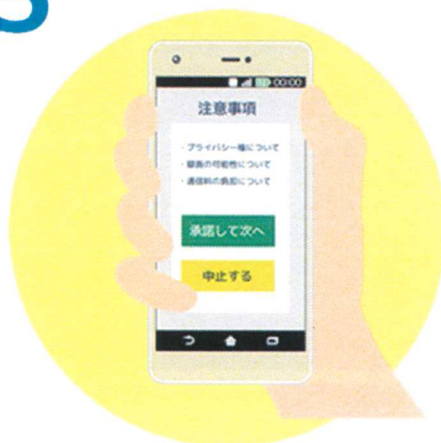 00:00
注意事項
・プライバシー権について
・録画の可能性について
・通信料の負担について
承諾して次へ
中止する